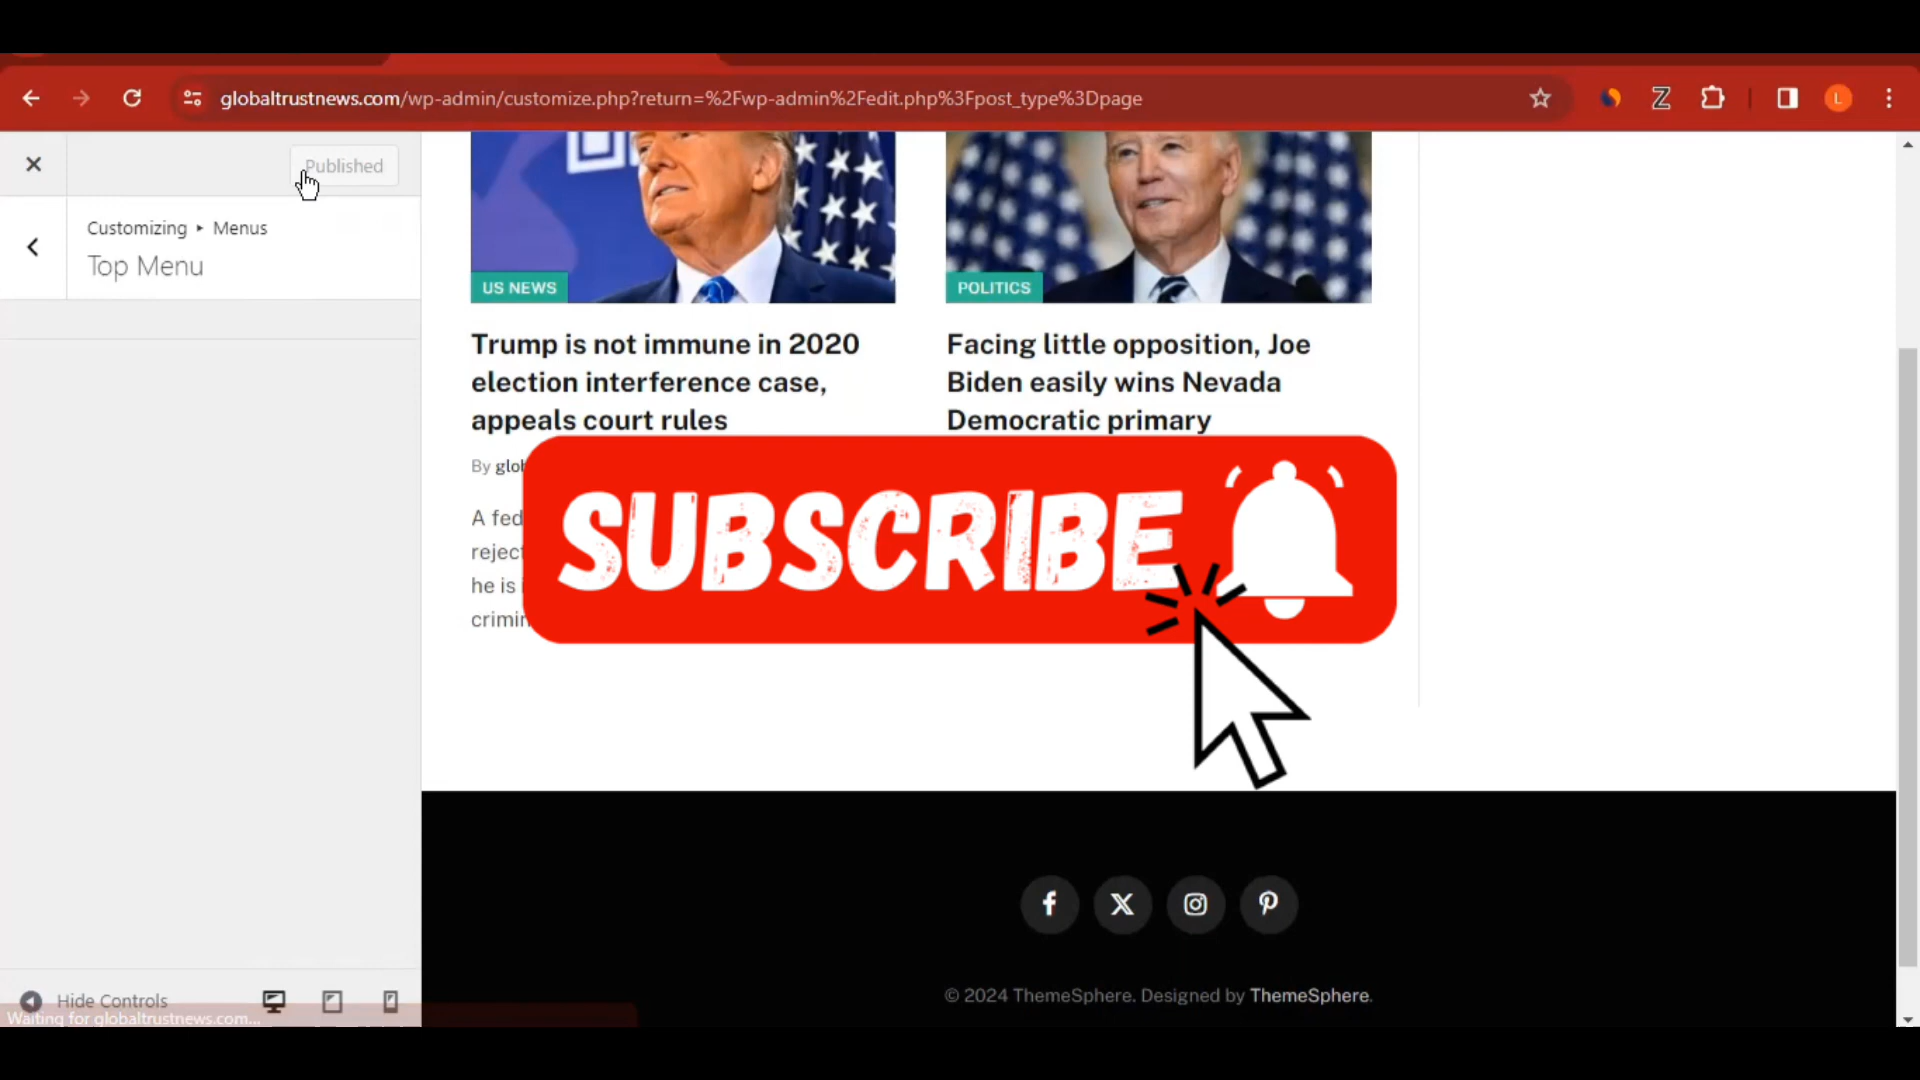 globaltrustnews.com/wp-admin/customize.php?return=%2Fwp-admin%2Fedit.php%3Fpost_type%3Dpage
L
Published
Customizing ▸ Menus
Top Menu
US NEWS
POLITICS
Trump is not immune in 2020
election interference case,
appeals court rules
Facing little opposition, Joe
Biden easily wins Nevada
Democratic primary
By
A
he is
SUBSCRIBE
© 2024 ThemeSphere. Designed by ThemeSphere.
Hide Controls
Waiting for globaltrustnews.com...